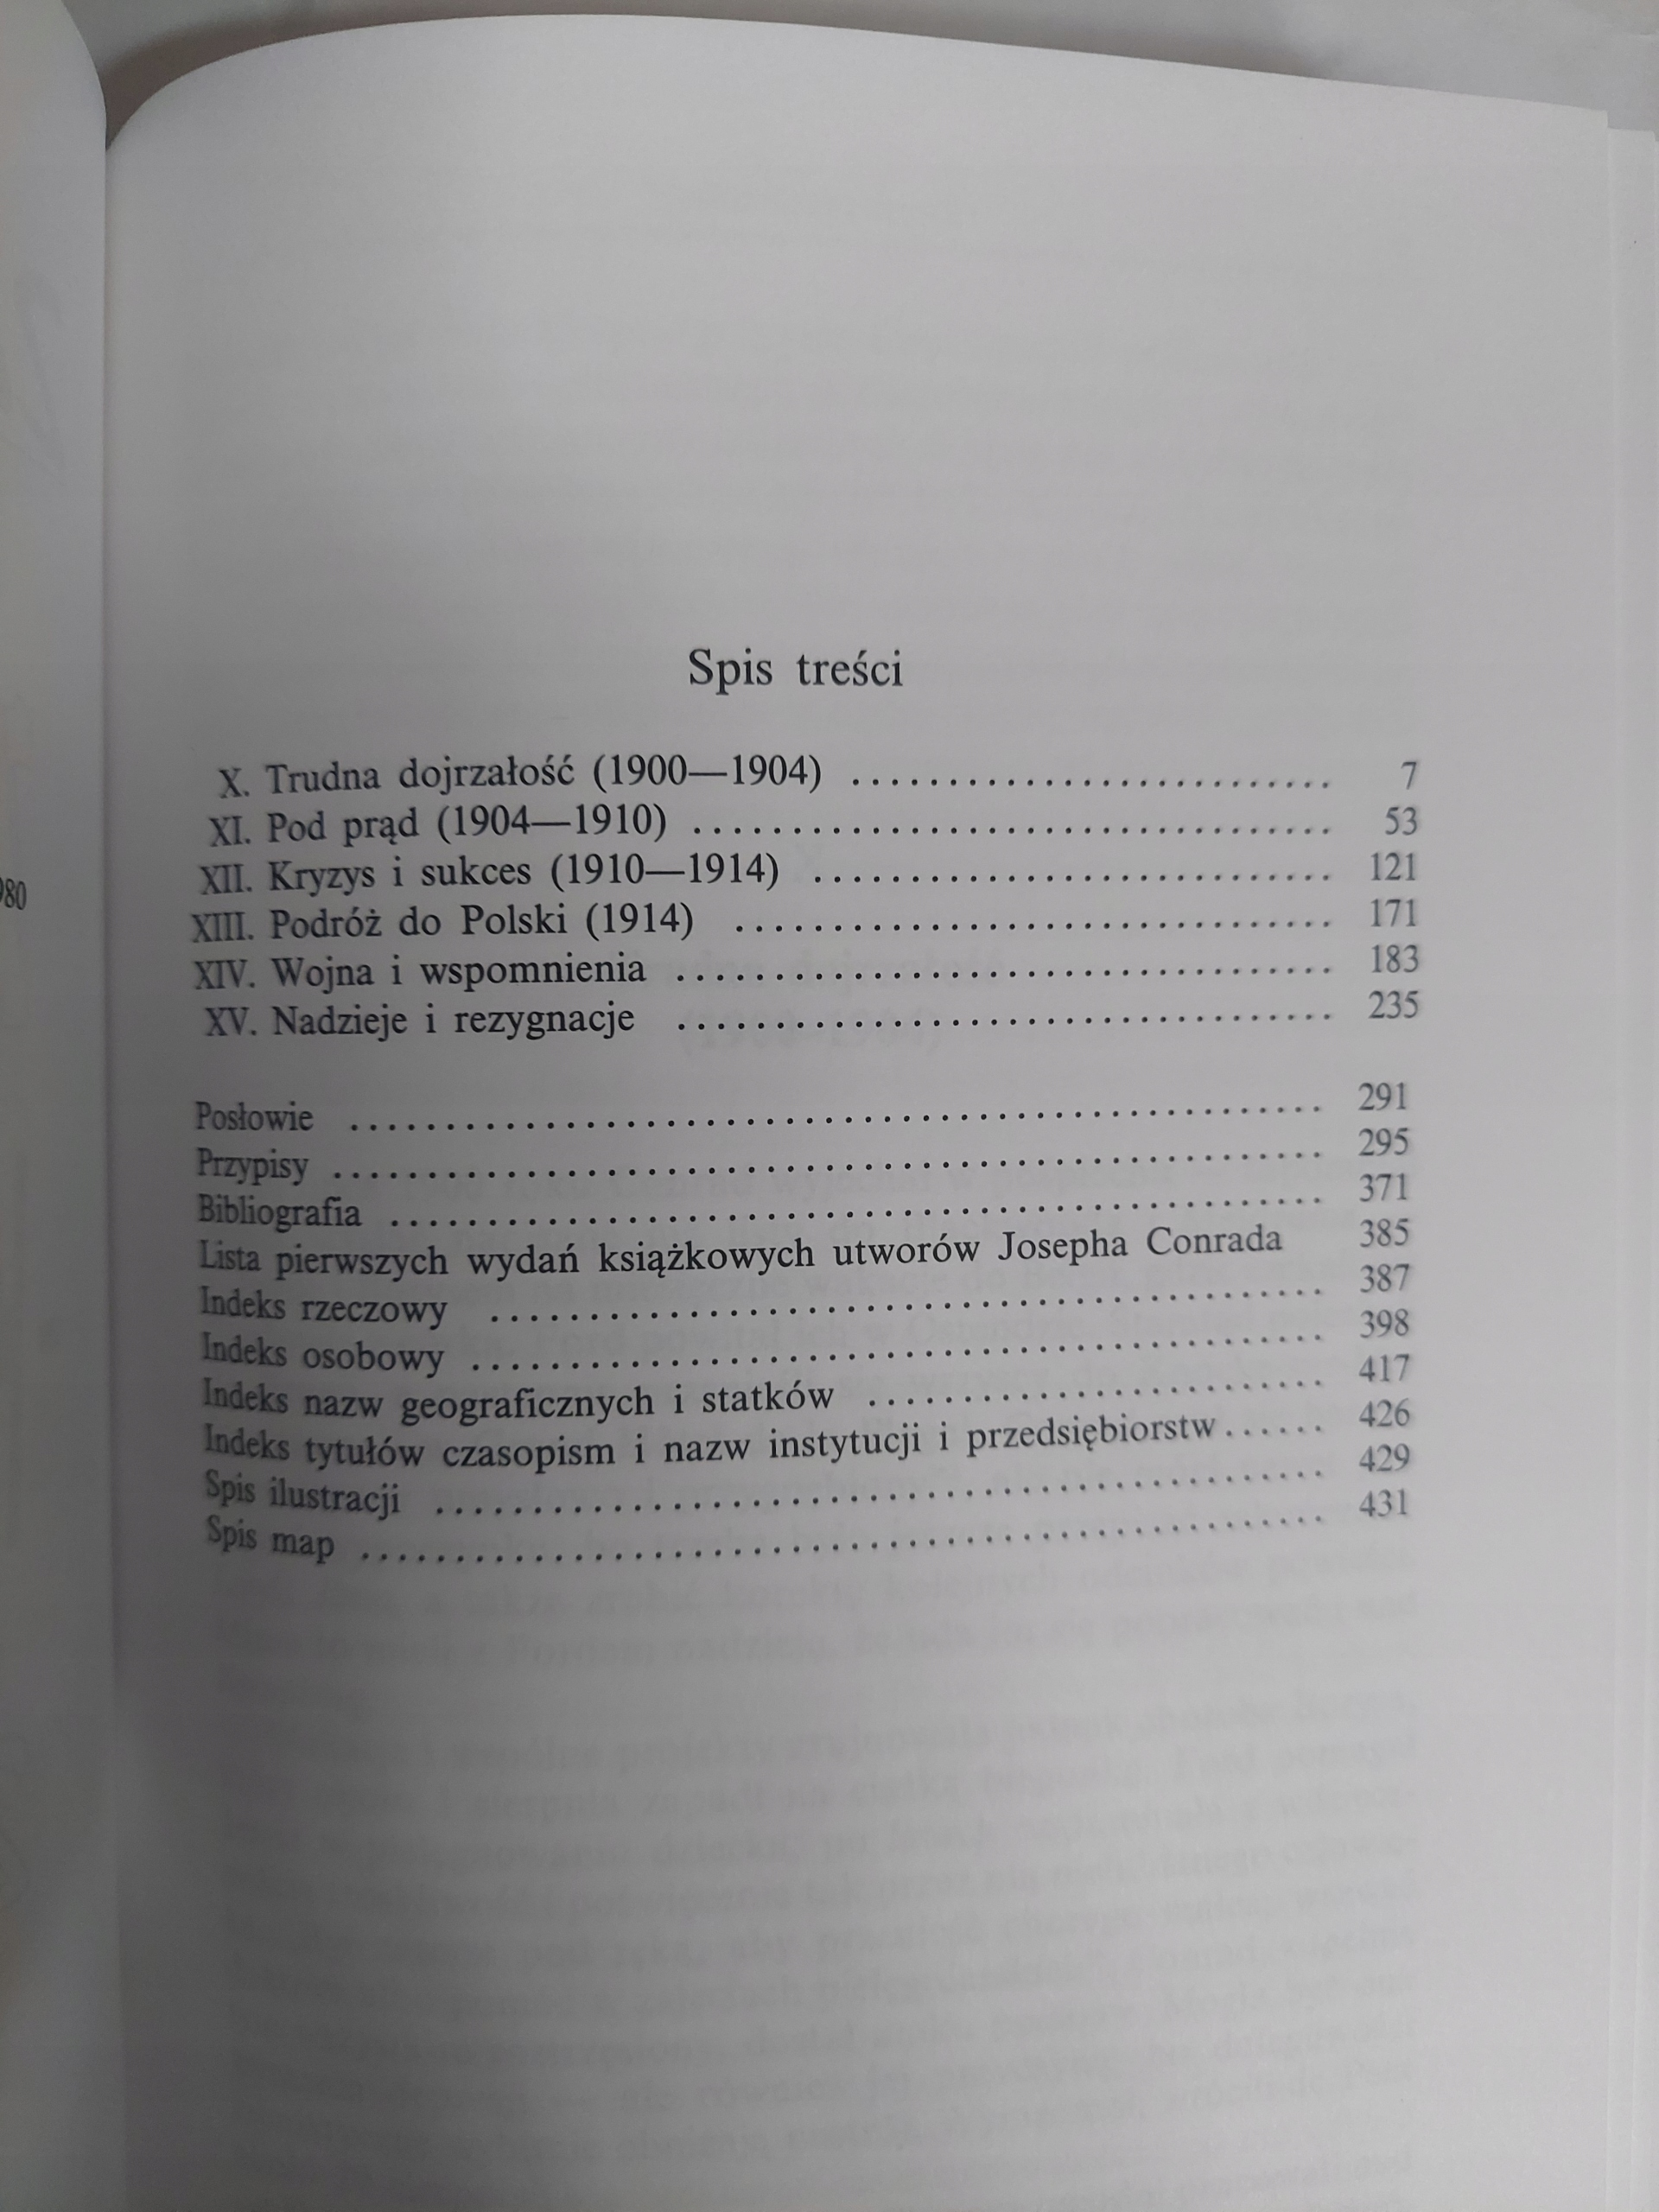 Spis treści
X. Trudna dojrzałość (1900—1904) ........................... 7
XI. Pod prąd (1904—1910) .................................... 53
XII. Kryzys i sukces (1910—1914) ............................. 121
XIII. Podróż do Polski (1914) ................................. 171
XIV. Wojna i wspomnienia .................................... 183
XV. Nadzieje i rezygnacje .................................... 235
Posłowie .................................................... 291
Przypisy ..................................................... 295
Bibliografia .................................................. 371
Lista pierwszych wydań książkowych utworów Josepha Conrada 385
Indeks rzeczowy ............................................. 387
Indeks osobowy .............................................. 398
Indeks nazw geograficznych i statków ......................... 417
Indeks tytułów czasopism i nazw instytucji i przedsiębiorstw ...... 426
Spis ilustracji ................................................ 429
Spis map .................................................... 431